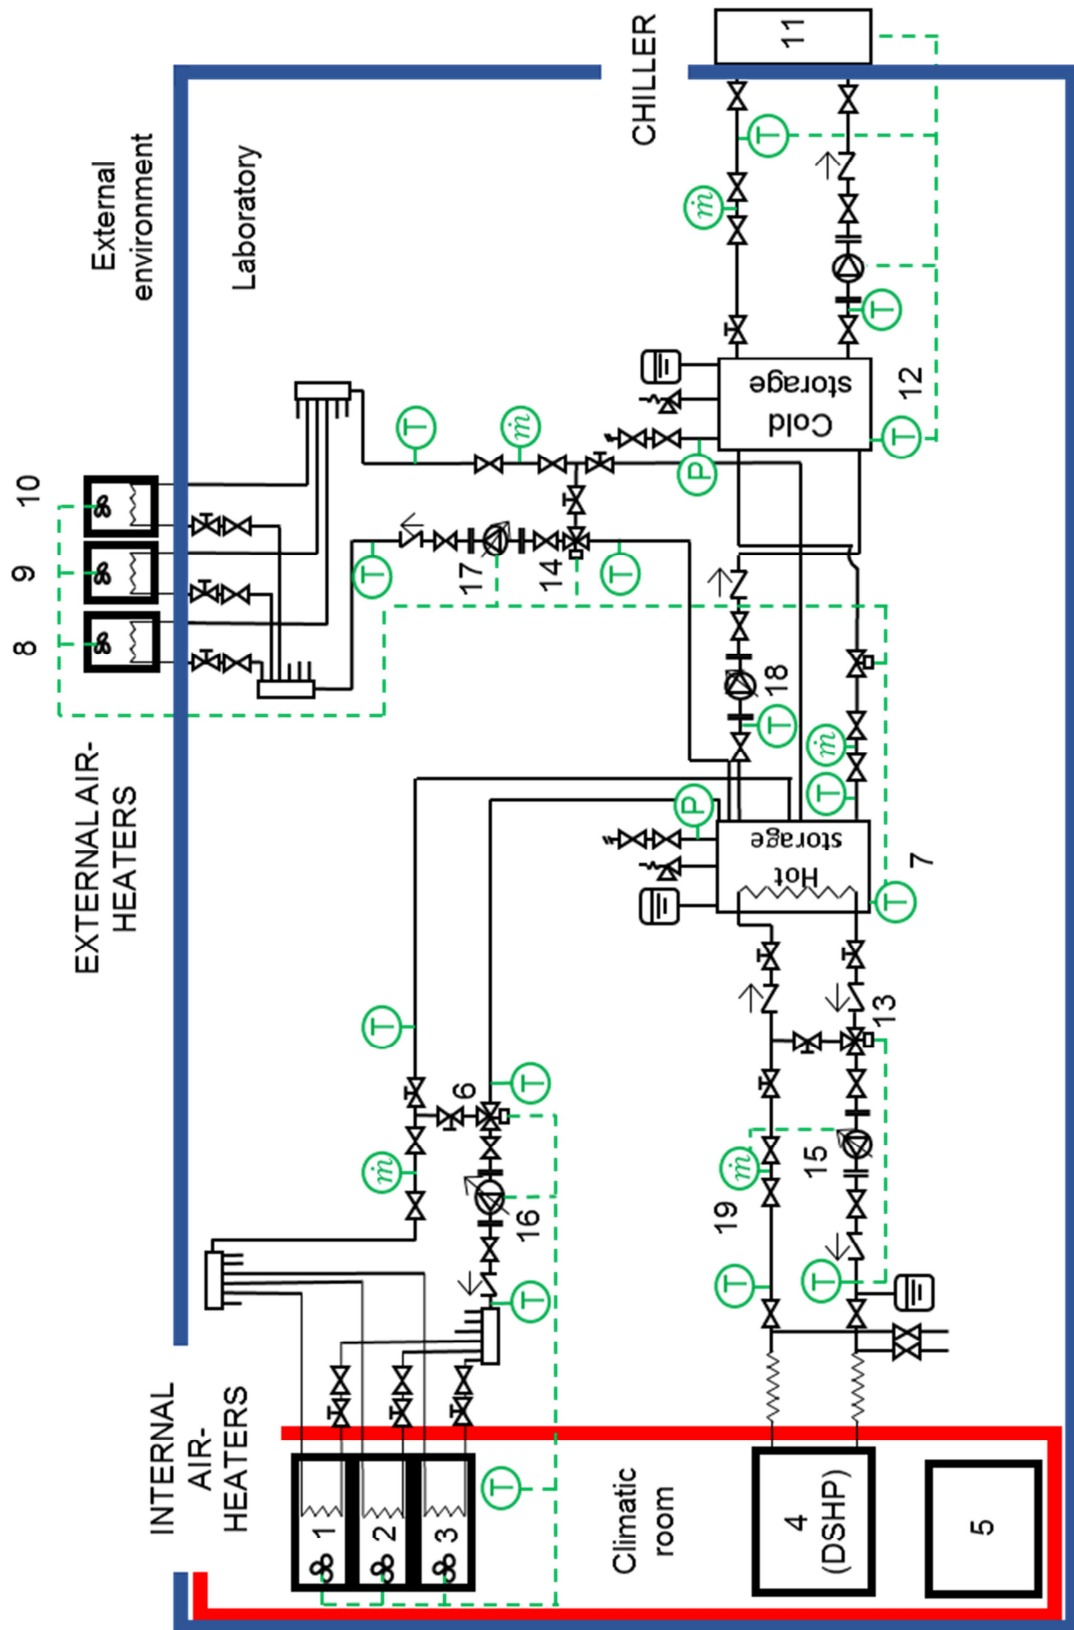 CHILLER
11
External
environment
Laboratory
T
ṁ
T
12
Cold
storage
T
P
10
9
8
T
ṁ
T
17
14
T
EXTERNAL AIR-
HEATERS
18
T
ṁ
T
P
Hot
storage
7
T
T
6
T
ṁ
16
T
13
15
ṁ
19
T
T
INTERNAL
AIR-
HEATERS
1
2
3
T
Climatic
room
4
(DSHP)
5